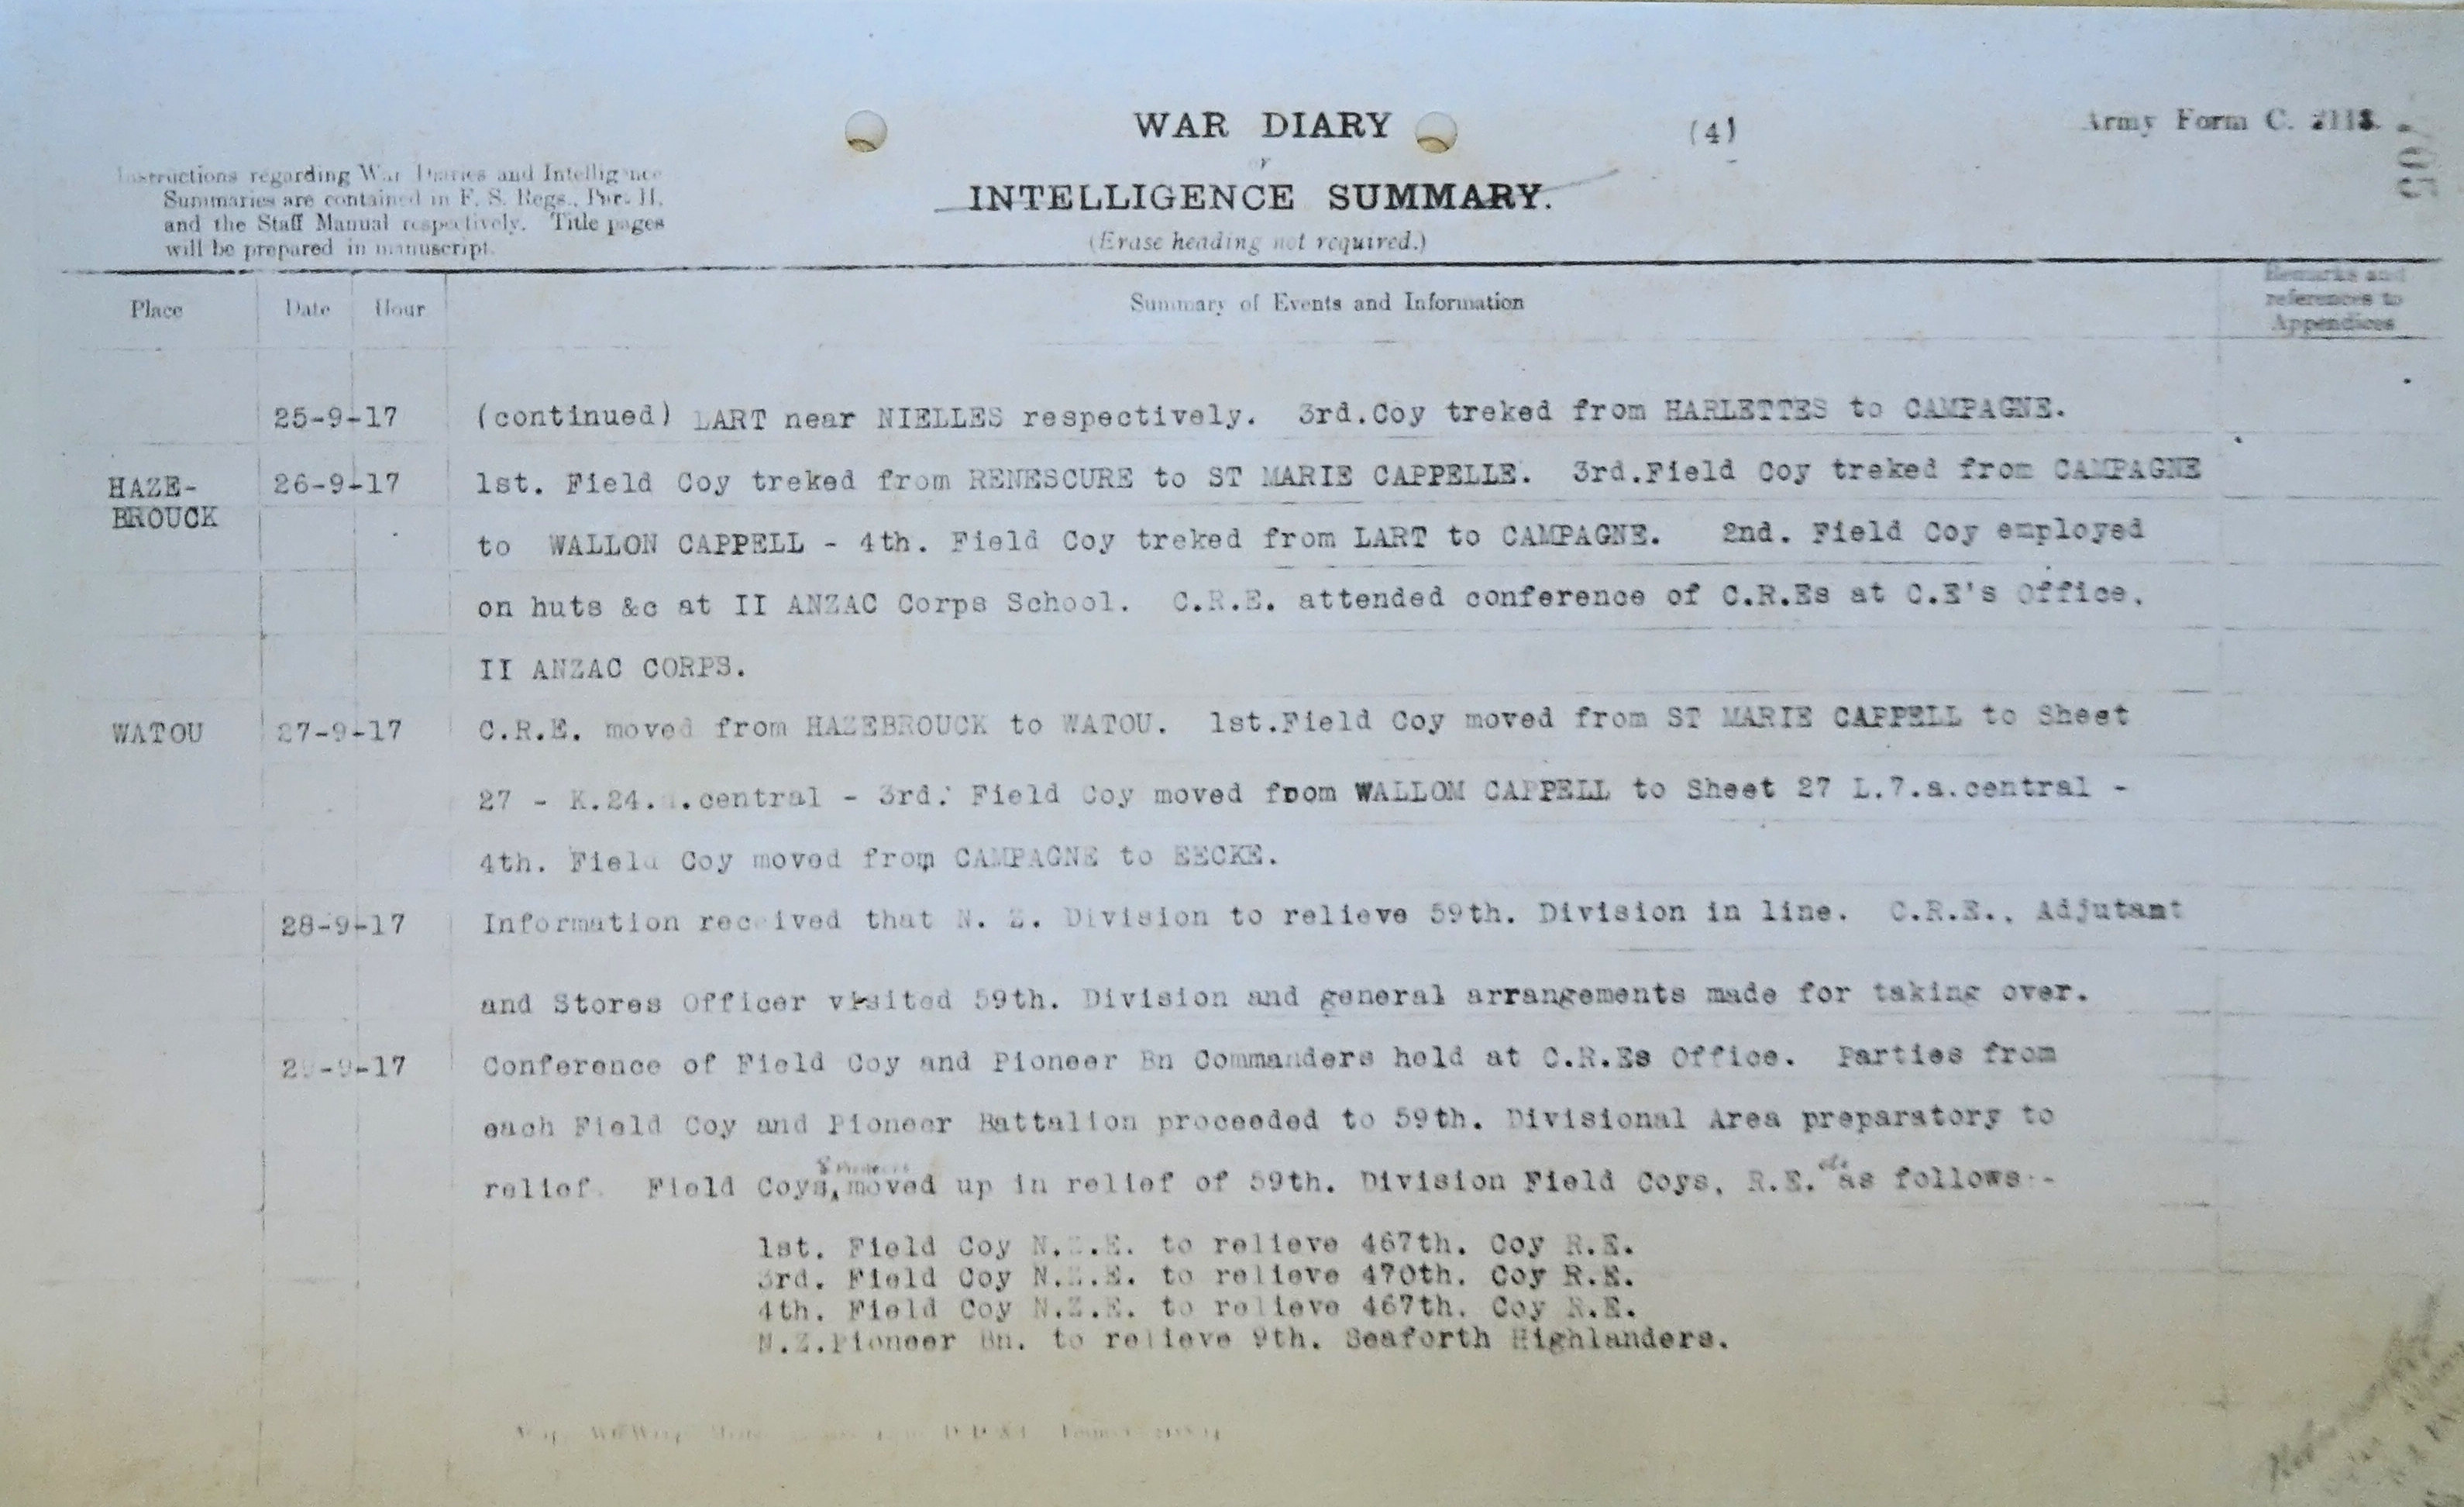 WAR DIARY
(4)
Army Form C. 2118.
or
INTELLIGENCE SUMMARY.
(Erase heading not required.)
Instructions regarding War Diaries and Intelligence
Summaries are contained in F. S. Regs., Part II.
and the Staff Manual respectively. Title pages
will be prepared in manuscript.
Place Date Hour Summary of Events and Information
Remarks and
references to
Appendices
25-9-17 (continued) LART near NIELLES respectively. 3rd.Coy treked from HARLETTES to CAMPAGNE.
HAZE-
BROUCK
26-9-17 1st. Field Coy treked from RENESCURE to ST MARIE CAPPELLE. 3rd.Field Coy treked from CAMPAGNE
to WALLON CAPPELL - 4th. Field Coy treked from LART to CAMPAGNE. 2nd. Field Coy employed
on huts &c at II ANZAC Corps School. C.R.E. attended conference of C.R.Es at C.E's Office,
II ANZAC CORPS.
WATOU 27-9-17 C.R.E. moved from HAZEBROUCK to WATOU. 1st.Field Coy moved from ST MARIE CAPPELL to Sheet
27 - K.24. .central - 3rd. Field Coy moved from WALLOM CAPPELL to Sheet 27 L.7.a.central -
4th. Field Coy moved from CAMPAGNE to EECKE.
28-9-17 Information received that N. Z. Division to relieve 59th. Division in line. C.R.E., Adjutant
and Stores Officer visited 59th. Division and general arrangements made for taking over.
29-9-17 Conference of Field Coy and Pioneer Bn Commanders held at C.R.Es Office. Parties from
each Field Coy and Pioneer Battalion proceeded to 59th. Divisional Area preparatory to
relief. Field Coys, & Pioneers moved up in relief of 59th. Division Field Coys, R.E. etc as follows:-
1st. Field Coy N.Z.E. to relieve 467th. Coy R.E.
3rd. Field Coy N.Z.E. to relieve 470th. Coy R.E.
4th. Field Coy N.Z.E. to relieve 467th. Coy R.E.
N.Z.Pioneer Bn. to relieve 9th. Seaforth Highlanders.